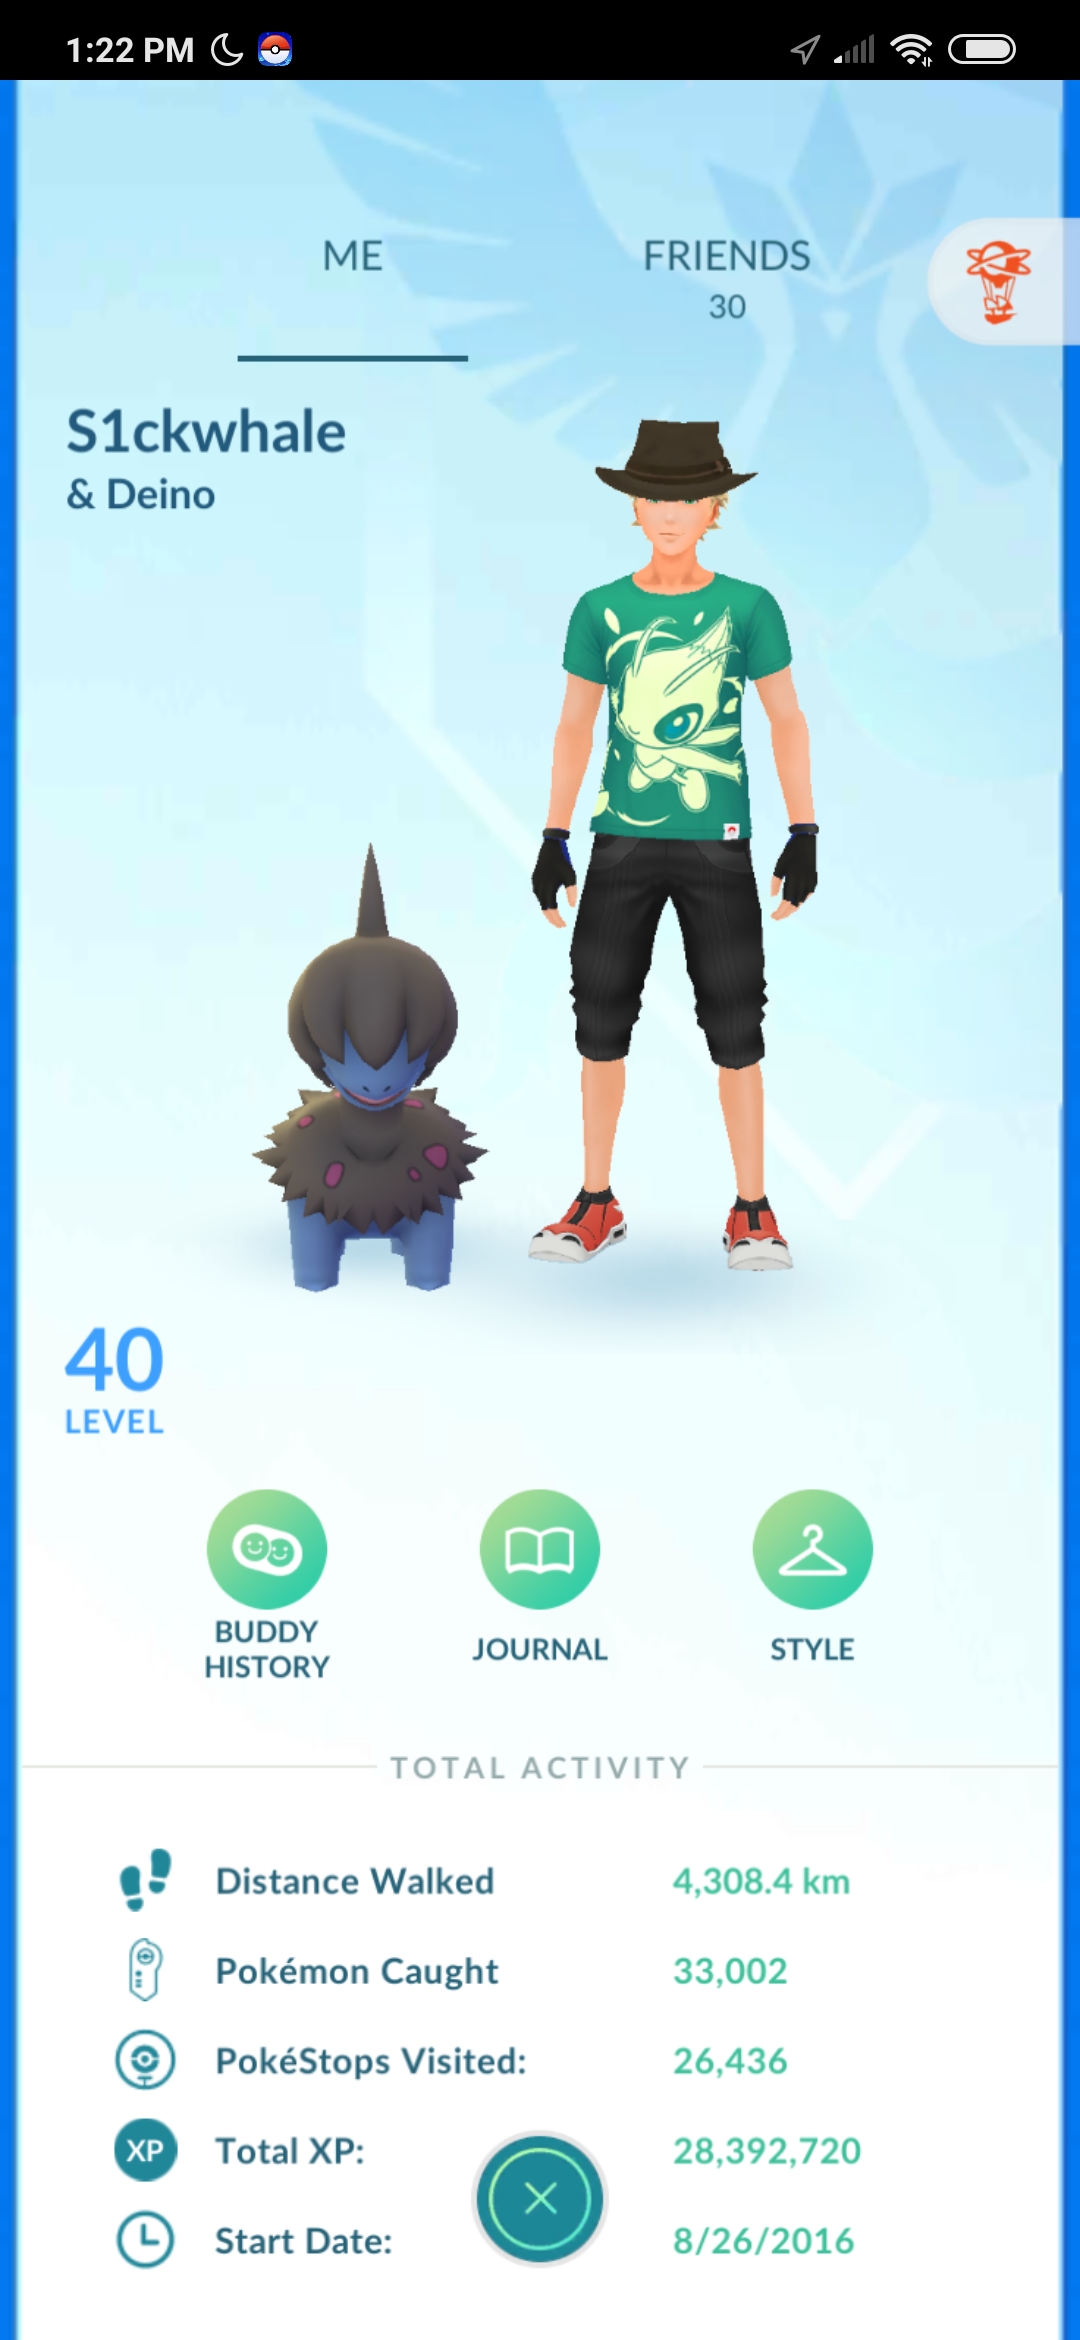 1:22 PM
ME
FRIENDS
30
S1ckwhale
& Deino
40
LEVEL
BUDDY
HISTORY
JOURNAL
STYLE
TOTAL ACTIVITY
Distance Walked 4,308.4 km
Pokémon Caught 33,002
PokéStops Visited: 26,436
XP Total XP: 28,392,720
Start Date: 8/26/2016